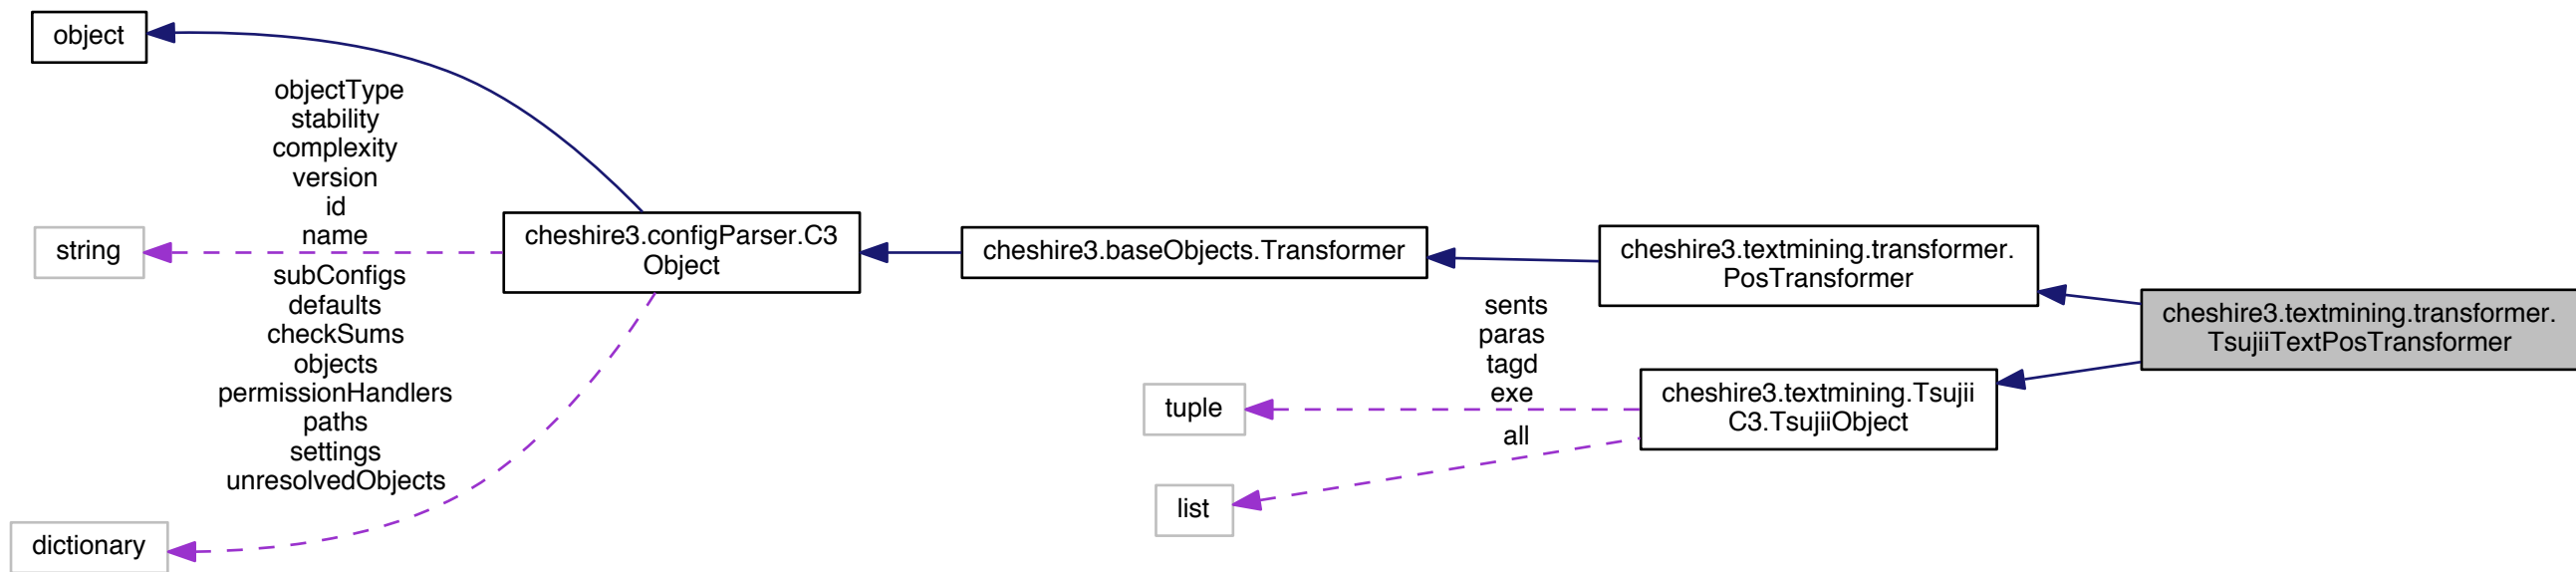 object
objectType
stability
complexity
version
id
name
string
cheshire3.configParser.C3
Object
subConfigs
defaults
checkSums
objects
permissionHandlers
paths
settings
unresolvedObjects
dictionary
cheshire3.baseObjects.Transformer
cheshire3.textmining.transformer.
PosTransformer
sents
paras
tagd
exe
tuple
all
list
cheshire3.textmining.Tsujii
C3.TsujiiObject
cheshire3.textmining.transformer.
TsujiiTextPosTransformer